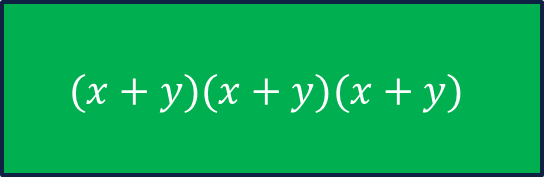 (x + y)(x + y)(x + y)